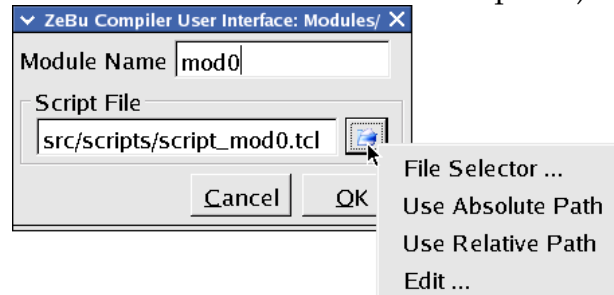 ZeBu Compiler User Interface: Modules/
Module Name mod0
Script File
src/scripts/script_mod0.tcl
Cancel OK
File Selector ...
Use Absolute Path
Use Relative Path
Edit ...